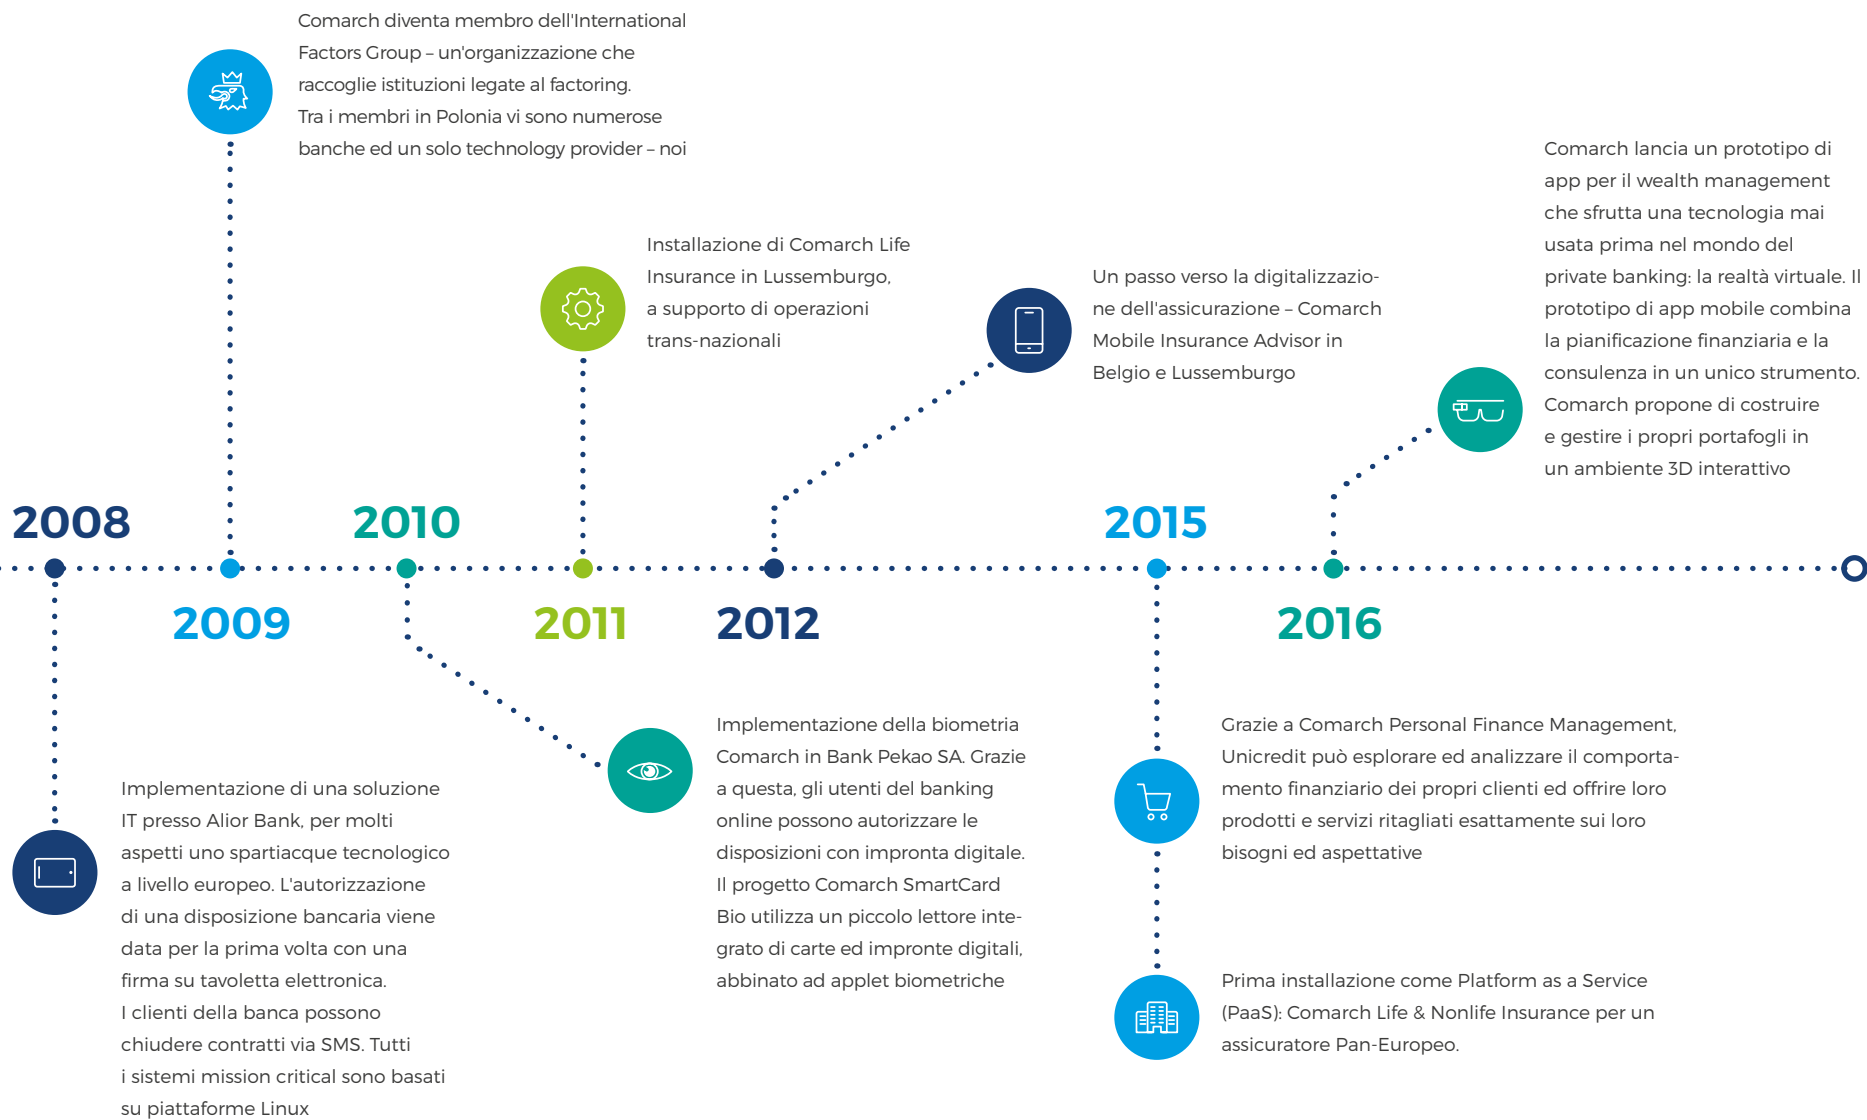 Comarch diventa membro dell'International
Factors Group – un'organizzazione che
raccoglie istituzioni legate al factoring.
Tra i membri in Polonia vi sono numerose
banche ed un solo technology provider – noi
Installazione di Comarch Life
Insurance in Lussemburgo,
a supporto di operazioni
trans-nazionali
Un passo verso la digitalizzazio-
ne dell'assicurazione – Comarch
Mobile Insurance Advisor in
Belgio e Lussemburgo
Comarch lancia un prototipo di
app per il wealth management
che sfrutta una tecnologia mai
usata prima nel mondo del
private banking: la realtà virtuale. Il
prototipo di app mobile combina
la pianificazione finanziaria e la
consulenza in un unico strumento.
Comarch propone di costruire
e gestire i propri portafogli in
un ambiente 3D interattivo
2008
2009
2010
2011
2012
2015
2016
Implementazione di una soluzione
IT presso Alior Bank, per molti
aspetti uno spartiacque tecnologico
a livello europeo. L'autorizzazione
di una disposizione bancaria viene
data per la prima volta con una
firma su tavoletta elettronica.
I clienti della banca possono
chiudere contratti via SMS. Tutti
i sistemi mission critical sono basati
su piattaforme Linux
Implementazione della biometria
Comarch in Bank Pekao SA. Grazie
a questa, gli utenti del banking
online possono autorizzare le
disposizioni con impronta digitale.
Il progetto Comarch SmartCard
Bio utilizza un piccolo lettore inte-
grato di carte ed impronte digitali,
abbinato ad applet biometriche
Grazie a Comarch Personal Finance Management,
Unicredit può esplorare ed analizzare il comporta-
mento finanziario dei propri clienti ed offrire loro
prodotti e servizi ritagliati esattamente sui loro
bisogni ed aspettative
Prima installazione come Platform as a Service
(PaaS): Comarch Life & Nonlife Insurance per un
assicuratore Pan-Europeo.